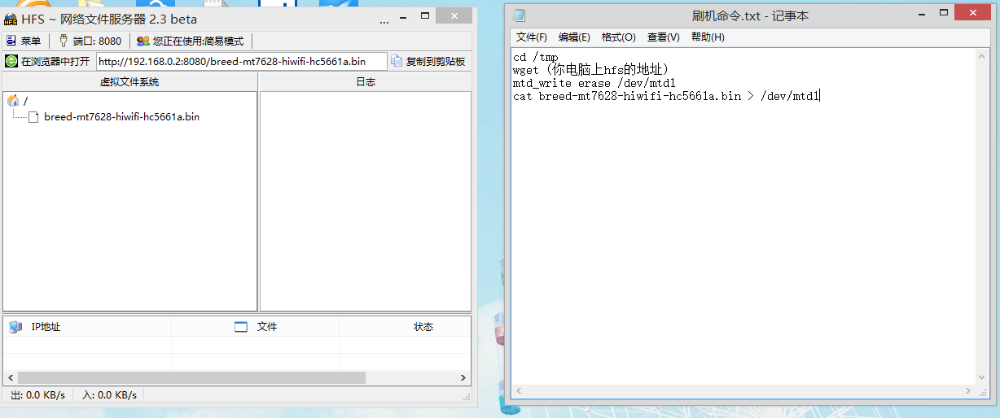 HFS ~ 网络文件服务器 2.3 beta
...
菜单
端口: 8080
您正在使用:简易模式
在浏览器中打开
http://192.168.0.2:8080/breed-mt7628-hiwifi-hc5661a.bin
复制到剪贴板
虚拟文件系统
日志
/
breed-mt7628-hiwifi-hc5661a.bin
IP地址
文件
状态
出: 0.0 KB/s
入: 0.0 KB/s
刷机命令.txt - 记事本
文件(F) 编辑(E) 格式(O) 查看(V) 帮助(H)
cd /tmp
wget (你电脑上hfs的地址)
mtd_write erase /dev/mtd1
cat breed-mt7628-hiwifi-hc5661a.bin > /dev/mtd1